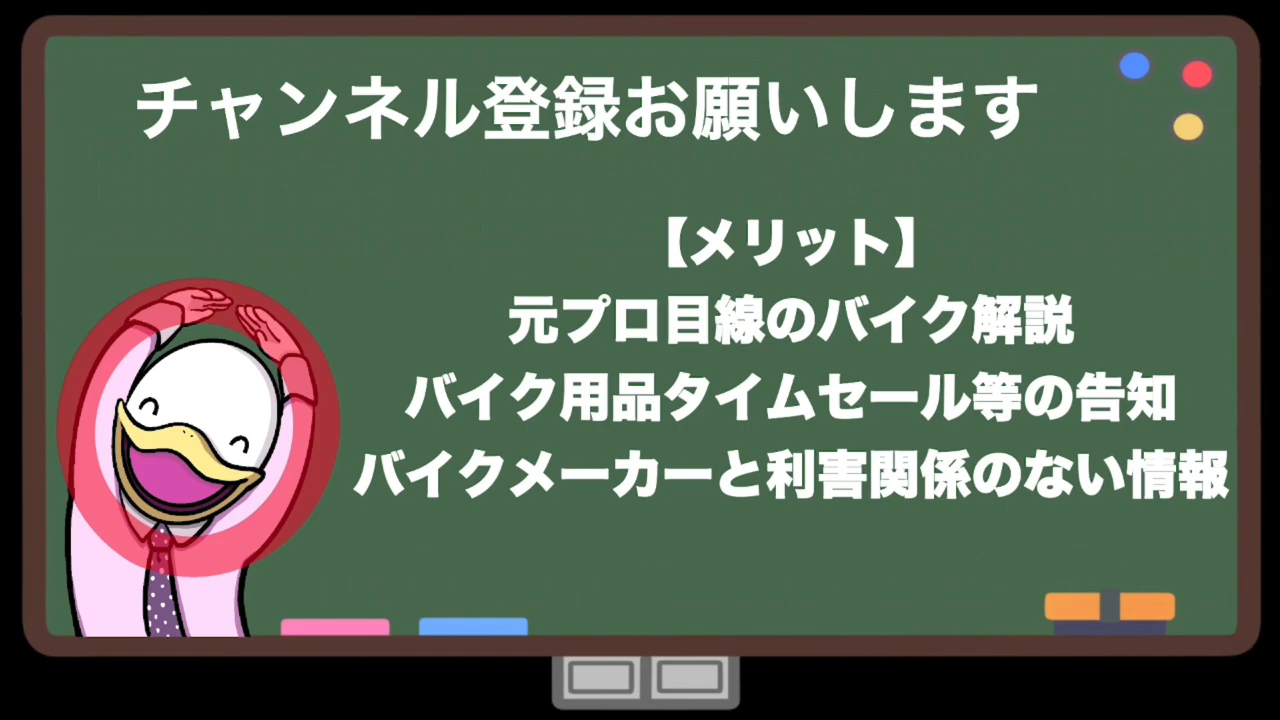 チャンネル登録お願いします
【メリット】
元プロ目線のバイク解説
バイク用品タイムセール等の告知
バイクメーカーと利害関係のない情報